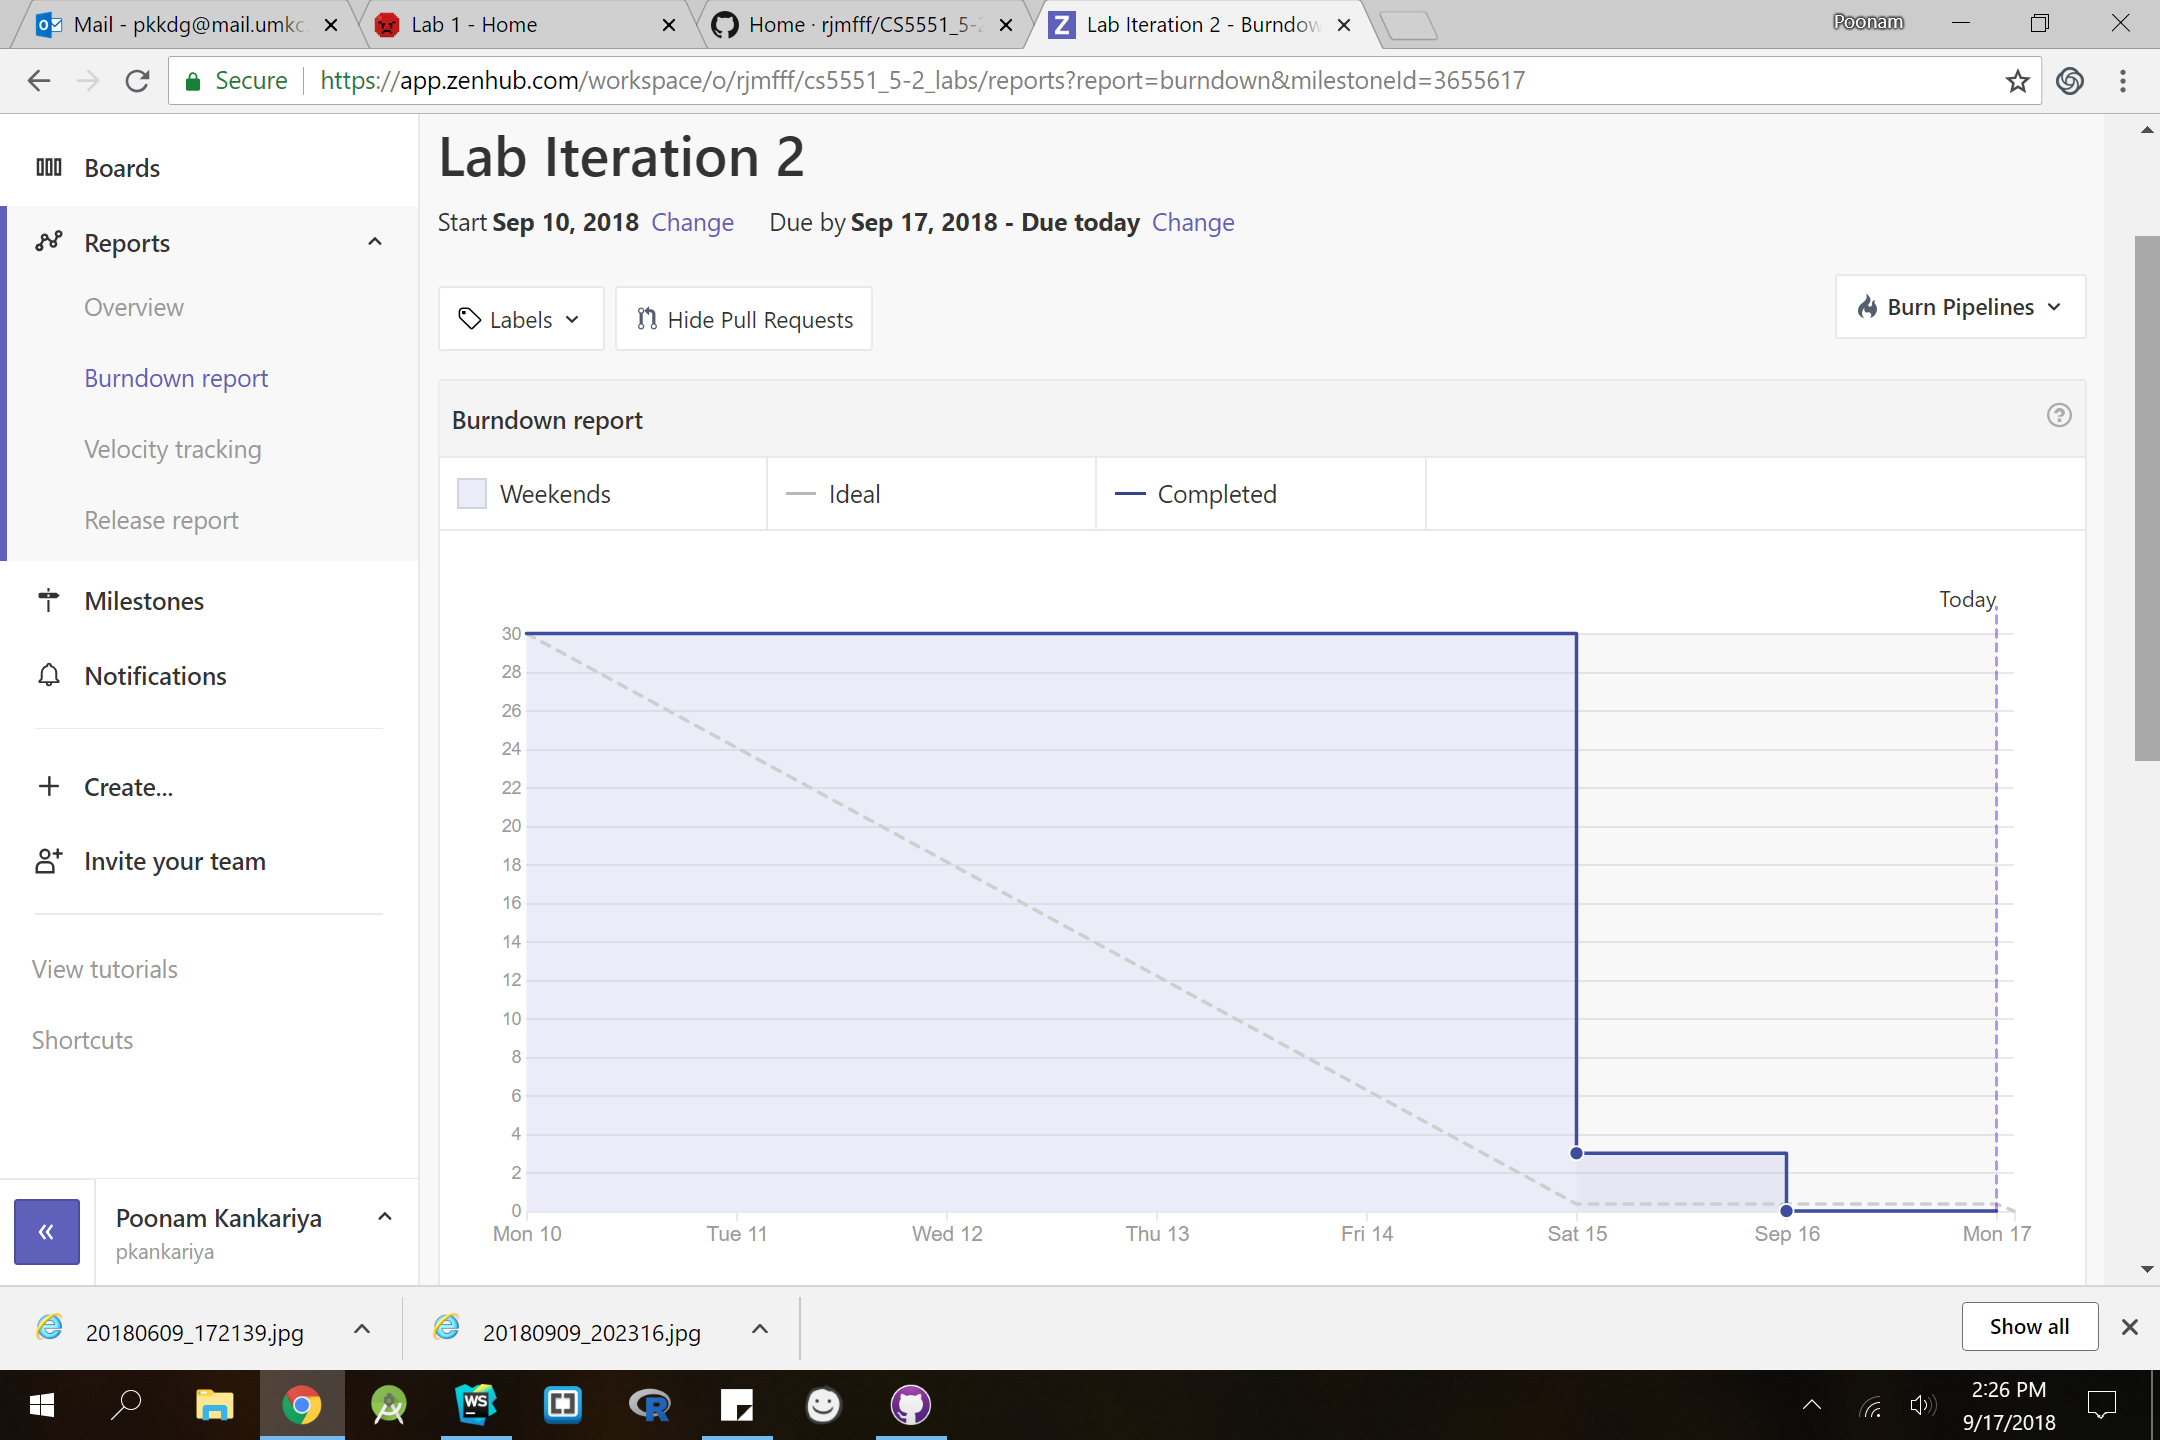 Mail - pkkdg@mail.umkc
Lab 1 - Home
Home · rjmfff/CS5551_5-2
Z
Lab Iteration 2 - Burndow
Poonam
Secure
https://app.zenhub.com/workspace/o/rjmfff/cs5551_5-2_labs/reports?report=burndown&milestoneId=3655617
Boards
Reports
Overview
Burndown report
Velocity tracking
Release report
Milestones
Notifications
Create...
Invite your team
View tutorials
Shortcuts
Poonam Kankariya
pkankariya
Lab Iteration 2
Start Sep 10, 2018 Change Due by Sep 17, 2018 - Due today Change
Labels
Hide Pull Requests
Burn Pipelines
Burndown report
?
Weekends
Ideal
Completed
Today
30
28
26
24
22
20
18
16
14
12
10
8
6
4
2
0
Mon 10 Tue 11 Wed 12 Thu 13 Fri 14 Sat 15 Sep 16 Mon 17
20180609_172139.jpg
20180909_202316.jpg
Show all
WS
R
2:26 PM
9/17/2018